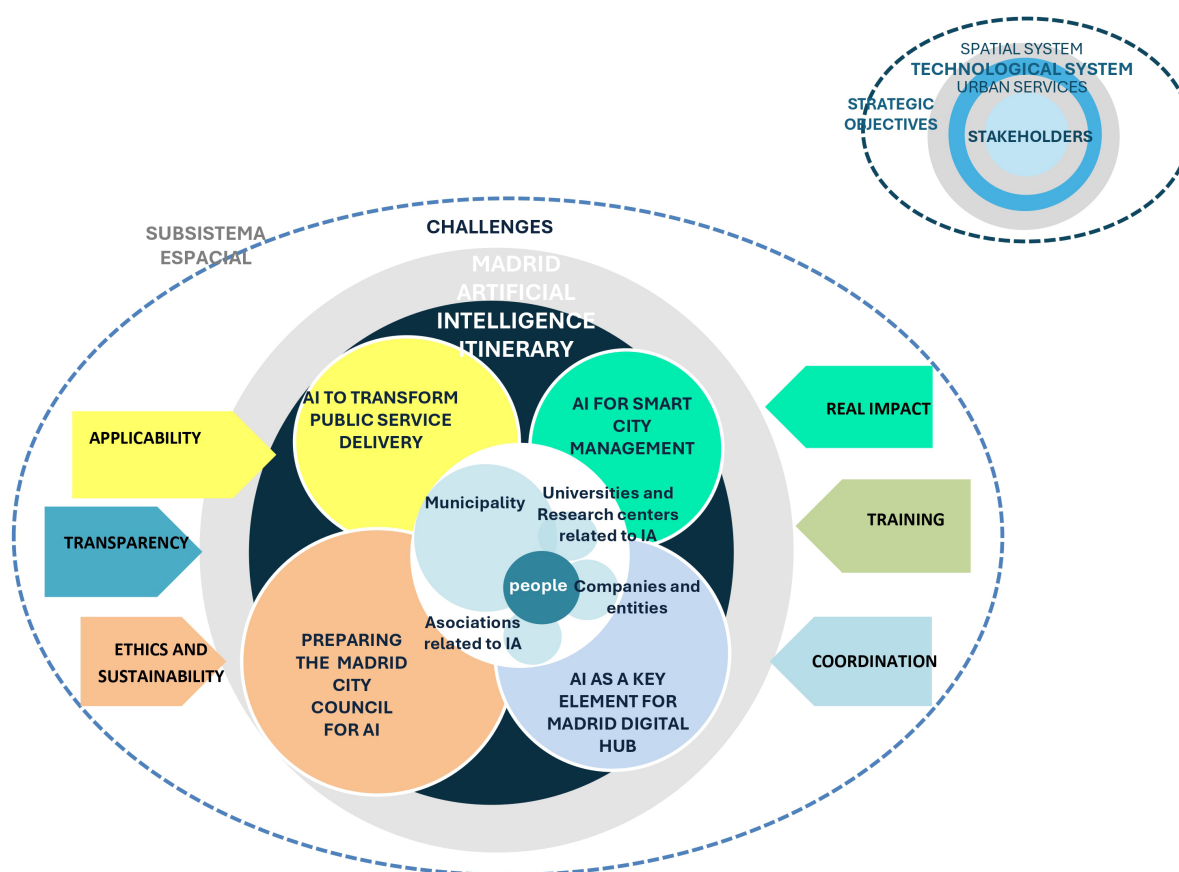 SPATIAL SYSTEM
TECHNOLOGICAL SYSTEM
URBAN SERVICES
STRATEGIC
OBJECTIVES
STAKEHOLDERS
CHALLENGES
SUBSISTEMA
ESPACIAL
MADRID
ARTIFICIAL
INTELLIGENCE
ITINERARY
AI TO TRANSFORM
PUBLIC SERVICE
DELIVERY
AI FOR SMART
CITY
MANAGEMENT
REAL IMPACT
APPLICABILITY
Municipality
Universities and
Research centers
related to IA
TRAINING
TRANSPARENCY
people
Companies and
entities
Asociations
related to IA
ETHICS AND
SUSTAINABILITY
PREPARING
THE MADRID
CITY
COUNCIL
FOR AI
AI AS A KEY
ELEMENT FOR
MADRID DIGITAL
HUB
COORDINATION